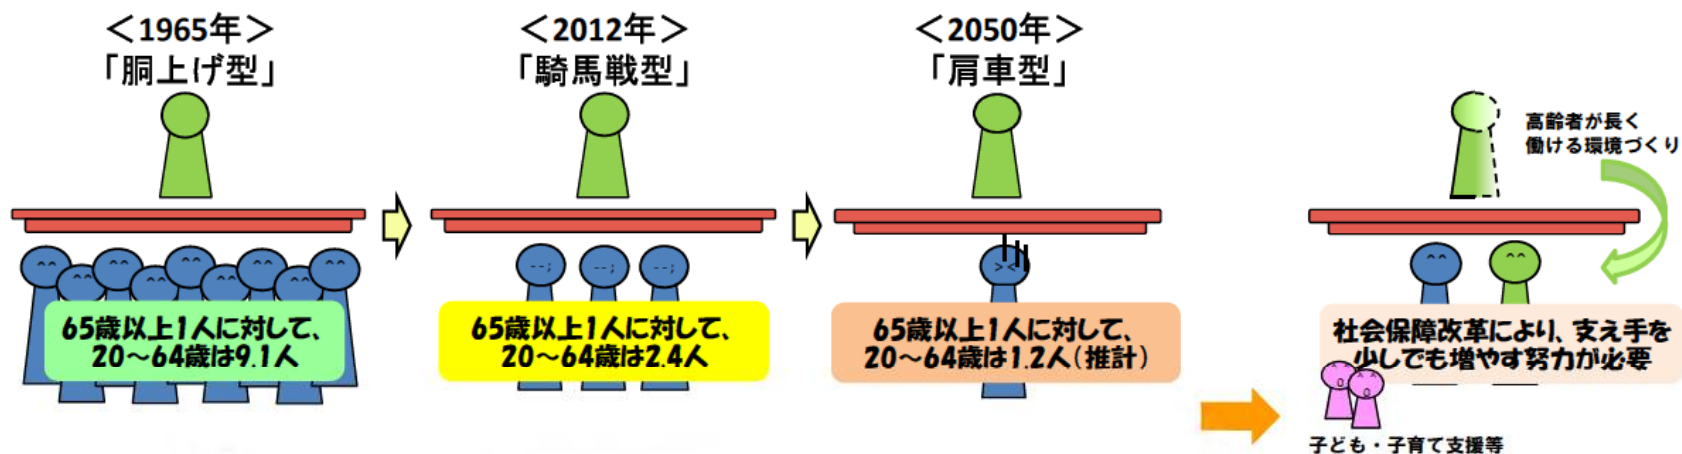 ＜1965年＞
「胴上げ型」
65歳以上1人に対して、
20～64歳は9.1人
＜2012年＞
「騎馬戦型」
--; --; --;
65歳以上1人に対して、
20～64歳は2.4人
＜2050年＞
「肩車型」
><
65歳以上1人に対して、
20～64歳は1.2人（推計）
高齢者が長く
働ける環境づくり
社会保障改革により、支え手を
少しでも増やす努力が必要
子ども・子育て支援等